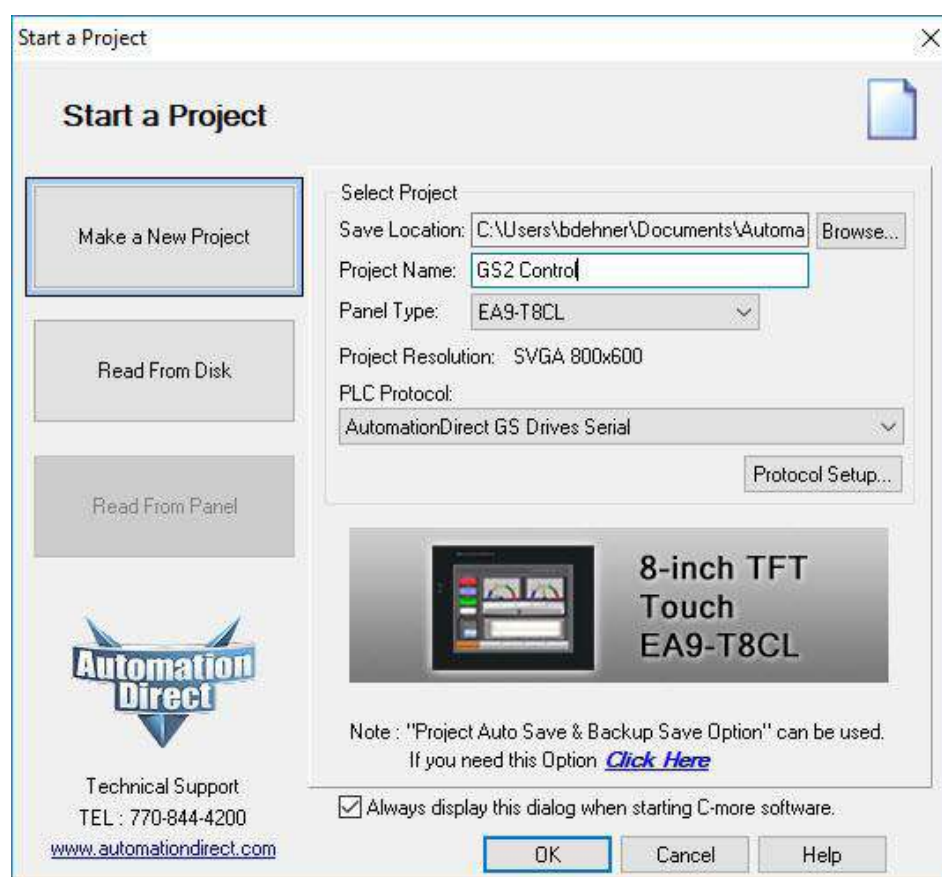 Start a Project
Start a Project
Make a New Project
Read From Disk
Read From Panel
Automation
Direct
Technical Support
TEL : 770-844-4200
www.automationdirect.com
Select Project
Save Location: C:\Users\bdehner\Documents\Automa Browse...
Project Name: GS2 Control
Panel Type: EA9-T8CL
Project Resolution: SVGA 800x600
PLC Protocol:
AutomationDirect GS Drives Serial
Protocol Setup...
8-inch TFT
Touch
EA9-T8CL
Note : "Project Auto Save & Backup Save Option" can be used.
If you need this Option Click Here
Always display this dialog when starting C-more software.
OK Cancel Help